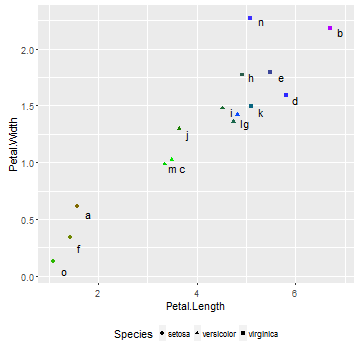 n
b
2.0
h
e
d
1.5
i
lg
k
j
1.0
m c
a
0.5
f
o
0.0
2
4
6
Petal.Width
Petal.Length
Species setosa versicolor virginica